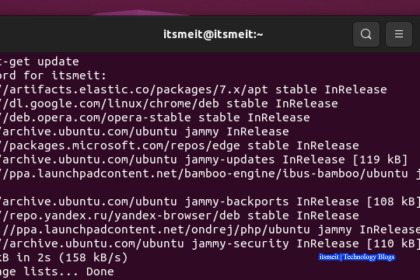 itsmeit@itsmeit:~
t-get update
ord for itsmeit:
//artifacts.elastic.co/packages/7.x/apt stable InRelease
//dl.google.com/linux/chrome/deb stable InRelease
//deb.opera.com/opera-stable stable InRelease
/archive.ubuntu.com/ubuntu jammy InRelease
//packages.microsoft.com/repos/edge stable InRelease
/archive.ubuntu.com/ubuntu jammy-updates InRelease [119 kB]
/ppa.launchpadcontent.net/bamboo-engine/ibus-bamboo/ubuntu j
/archive.ubuntu.com/ubuntu jammy-backports InRelease [108 kB]
//repo.yandex.ru/yandex-browser/deb stable InRelease
//ppa.launchpadcontent.net/ondrej/php/ubuntu jammy InRelease
//archive.ubuntu.com/ubuntu jammy-security InRelease [110 kB]
kB in 2s (158 kB/s)
age lists... Done
itsmeit | Technology Blogs